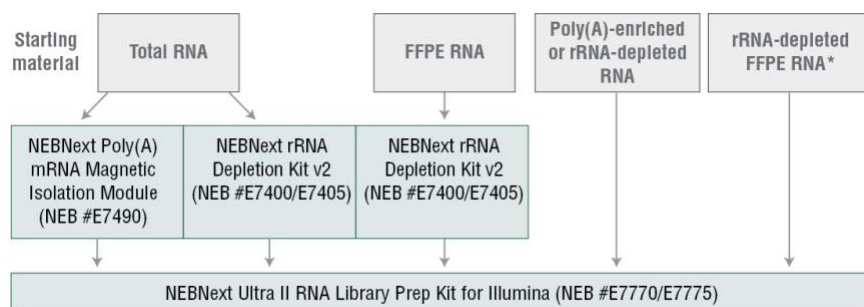 Starting
material
Total RNA
FFPE RNA
Poly(A)-enriched
or rRNA-depleted
RNA
rRNA-depleted
FFPE RNA*
NEBNext Poly(A)
mRNA Magnetic
Isolation Module
(NEB #E7490)
NEBNext rRNA
Depletion Kit v2
(NEB #E7400/E7405)
NEBNext rRNA
Depletion Kit v2
(NEB #E7400/E7405)
NEBNext Ultra II RNA Library Prep Kit for Illumina (NEB #E7770/E7775)